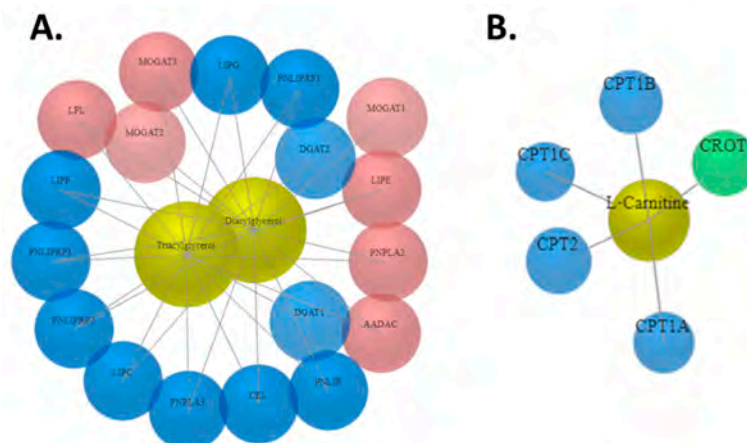 A.
B.
MOGAT3
LIPG
PNLIPRP3
LPL
MOGAT2
DGAT2
MOGAT1
LIPF
LIPE
Diacylglycerol
Triacylglycerol
PNLIPRP1
PNPLA2
PNLIPRP2
DGAT1
AADAC
LIPC
PNPLA3
CEL
PNLIP
CPT1B
CROT
CPT1C
L-Carnitine
CPT2
CPT1A